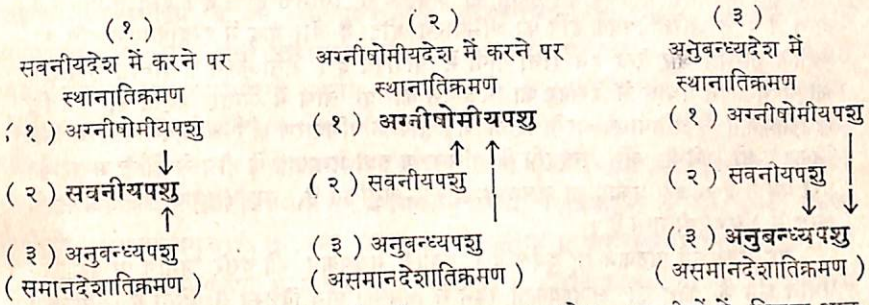 ( १ )
सवनीयदेश में करने पर
स्थानातिक्रमण
( १ ) अग्नीषोमीयपशु
↓
( २ ) सवनीयपशु
↑
( ३ ) अनुबन्ध्यपशु
( समानदेशातिक्रमण )
( २ )
अग्नीषोमीयदेश में करने पर
स्थानातिक्रमण
( १ ) अग्नीषोमीयपशु
↑ ↑
( २ ) सवनीयपशु
( ३ ) अनुबन्ध्यपशु
( असमानदेशातिक्रमण )
( ३ )
अनुबन्ध्यदेश में
स्थानातिक्रमण
( १ ) अग्नीषोमीयपशु
( २ ) सवनीयपशु
↓ ↓
( ३ ) अनुबन्ध्यपशु
( असमानदेशातिक्रमण )